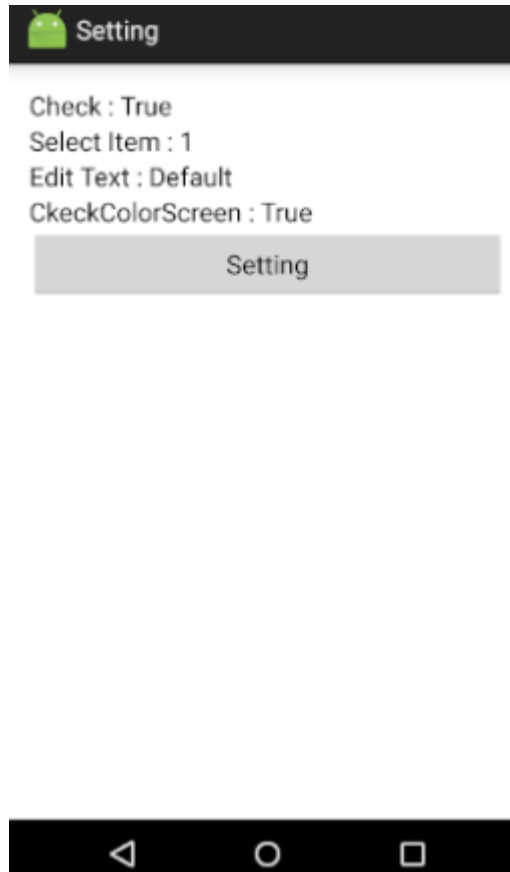 Setting
Check : True
Select Item : 1
Edit Text : Default
CkeckColorScreen : True
Setting